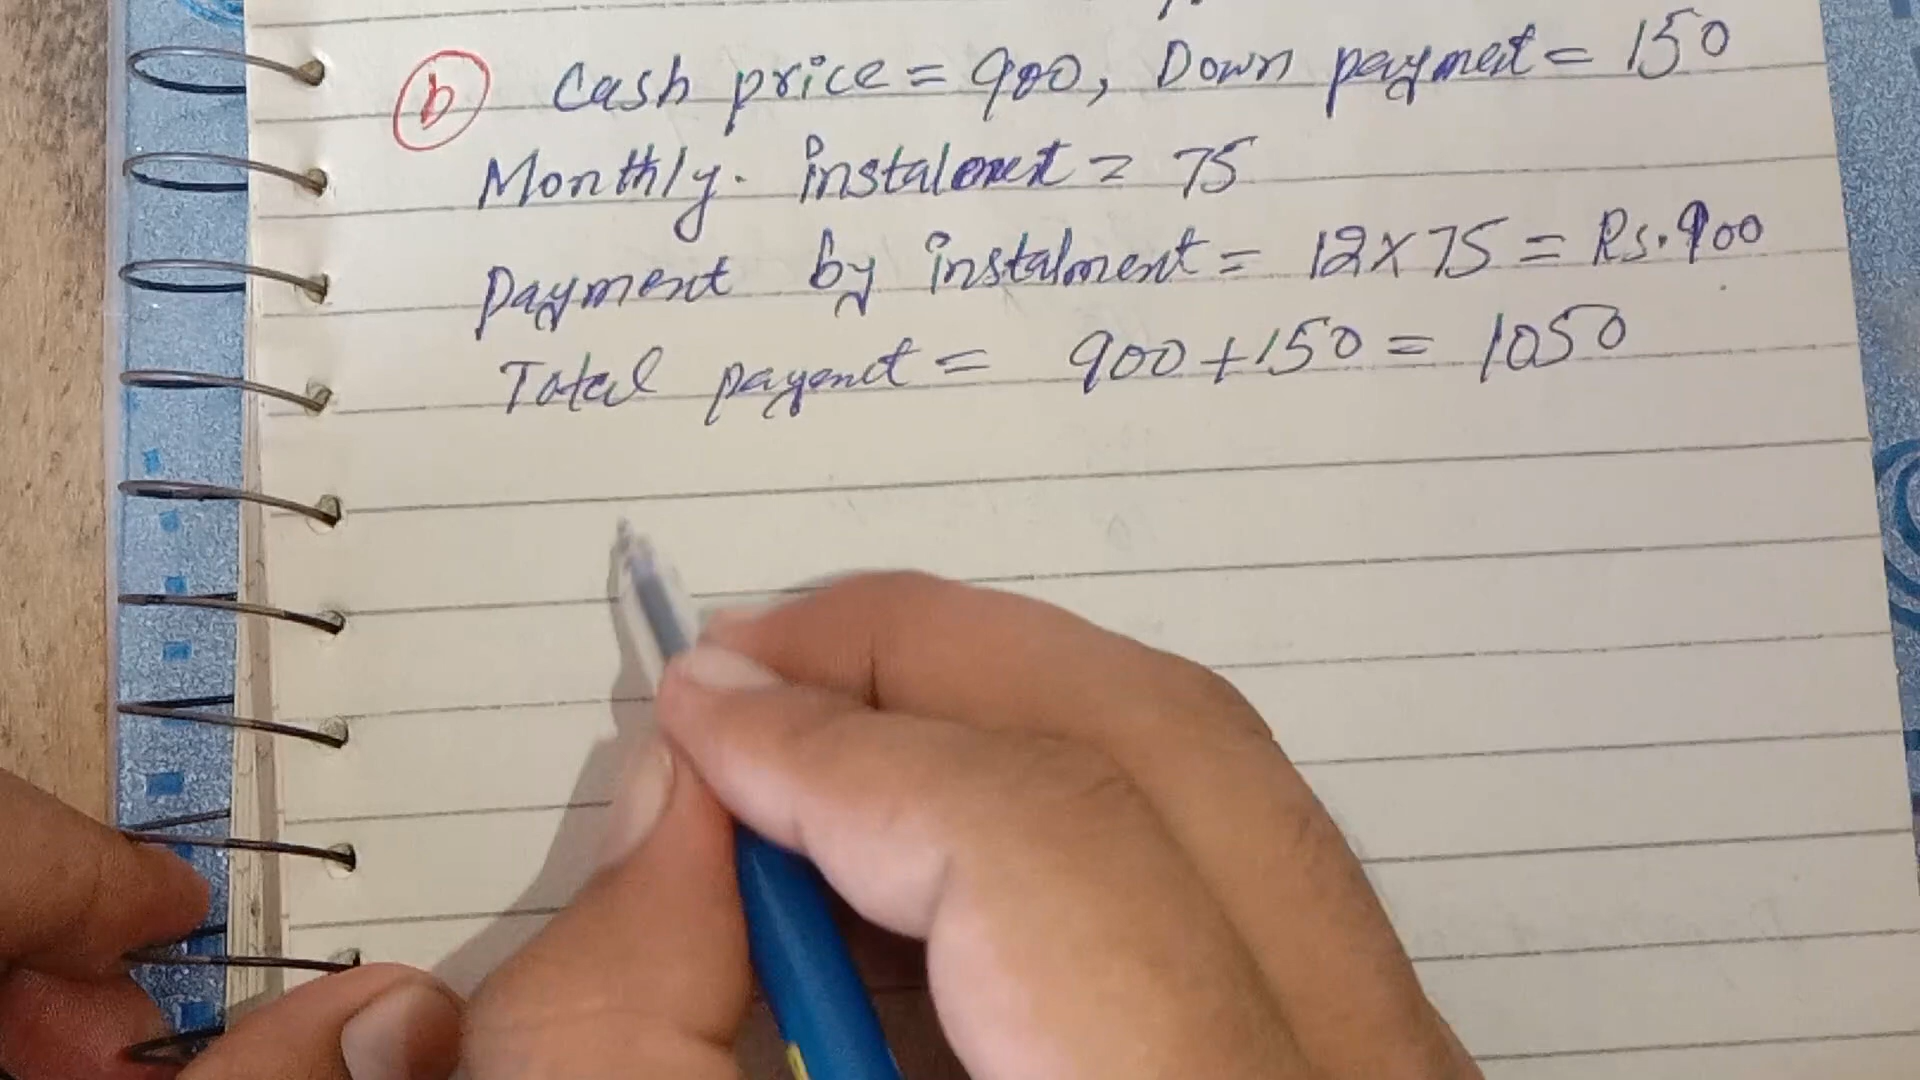 (b) Cash price = 900, Down payment = 150
Monthly. instalment = 75
payment by instalment = 12 × 75 = Rs. 900
Total payent = 900 + 150 = 1050